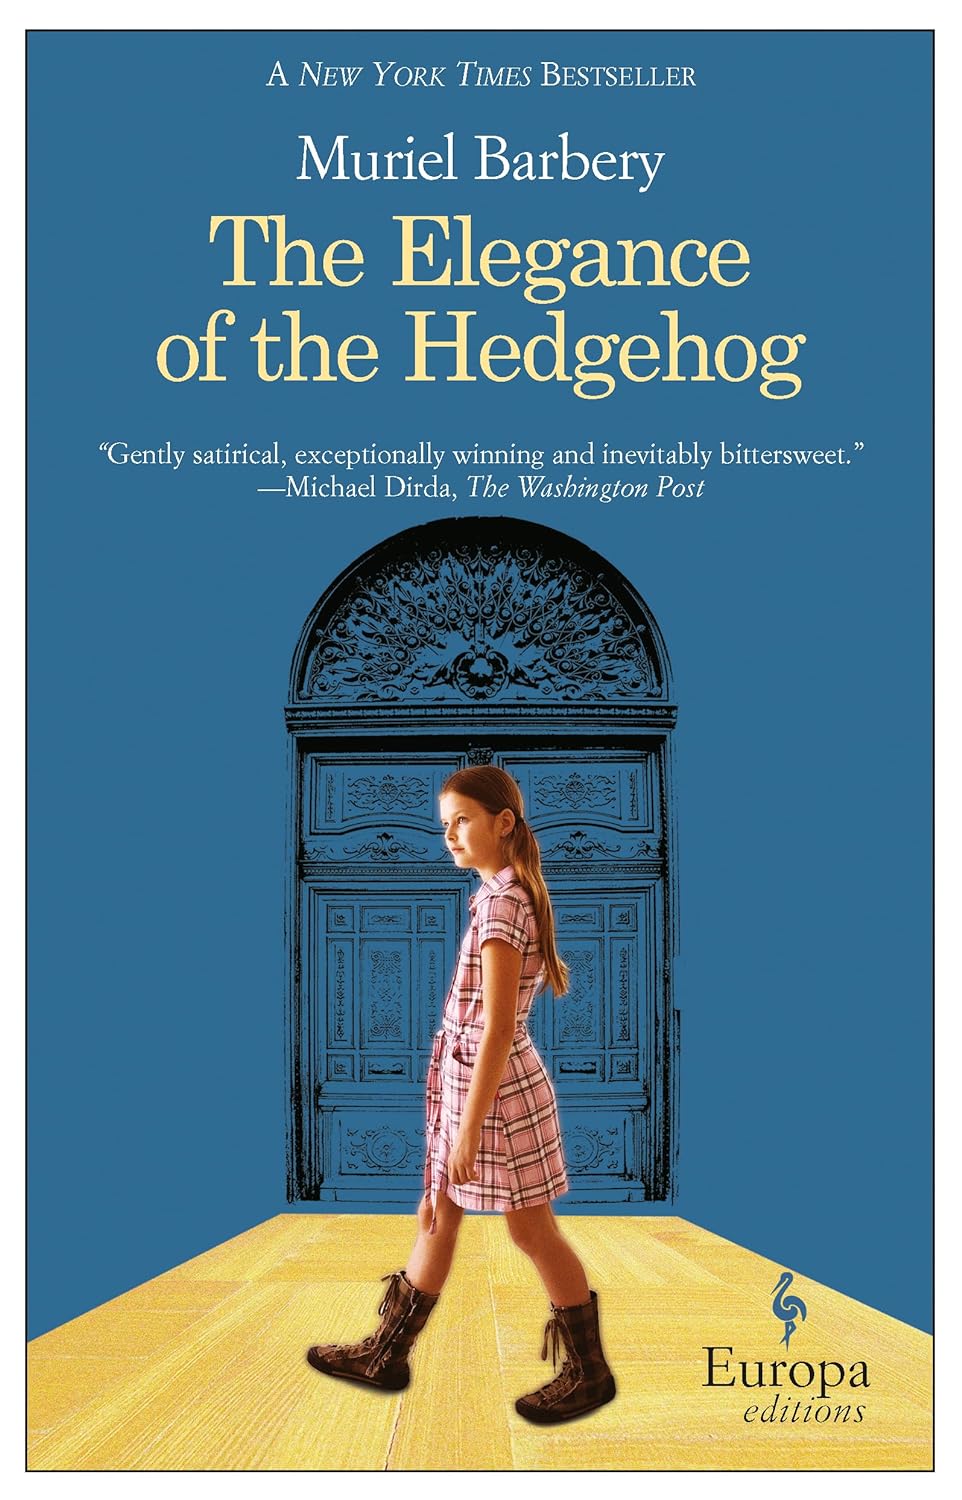 A New York Times Bestseller
Muriel Barbery
The Elegance
of the Hedgehog
“Gently satirical, exceptionally winning and inevitably bittersweet.”
—Michael Dirda, The Washington Post
Europa
editions